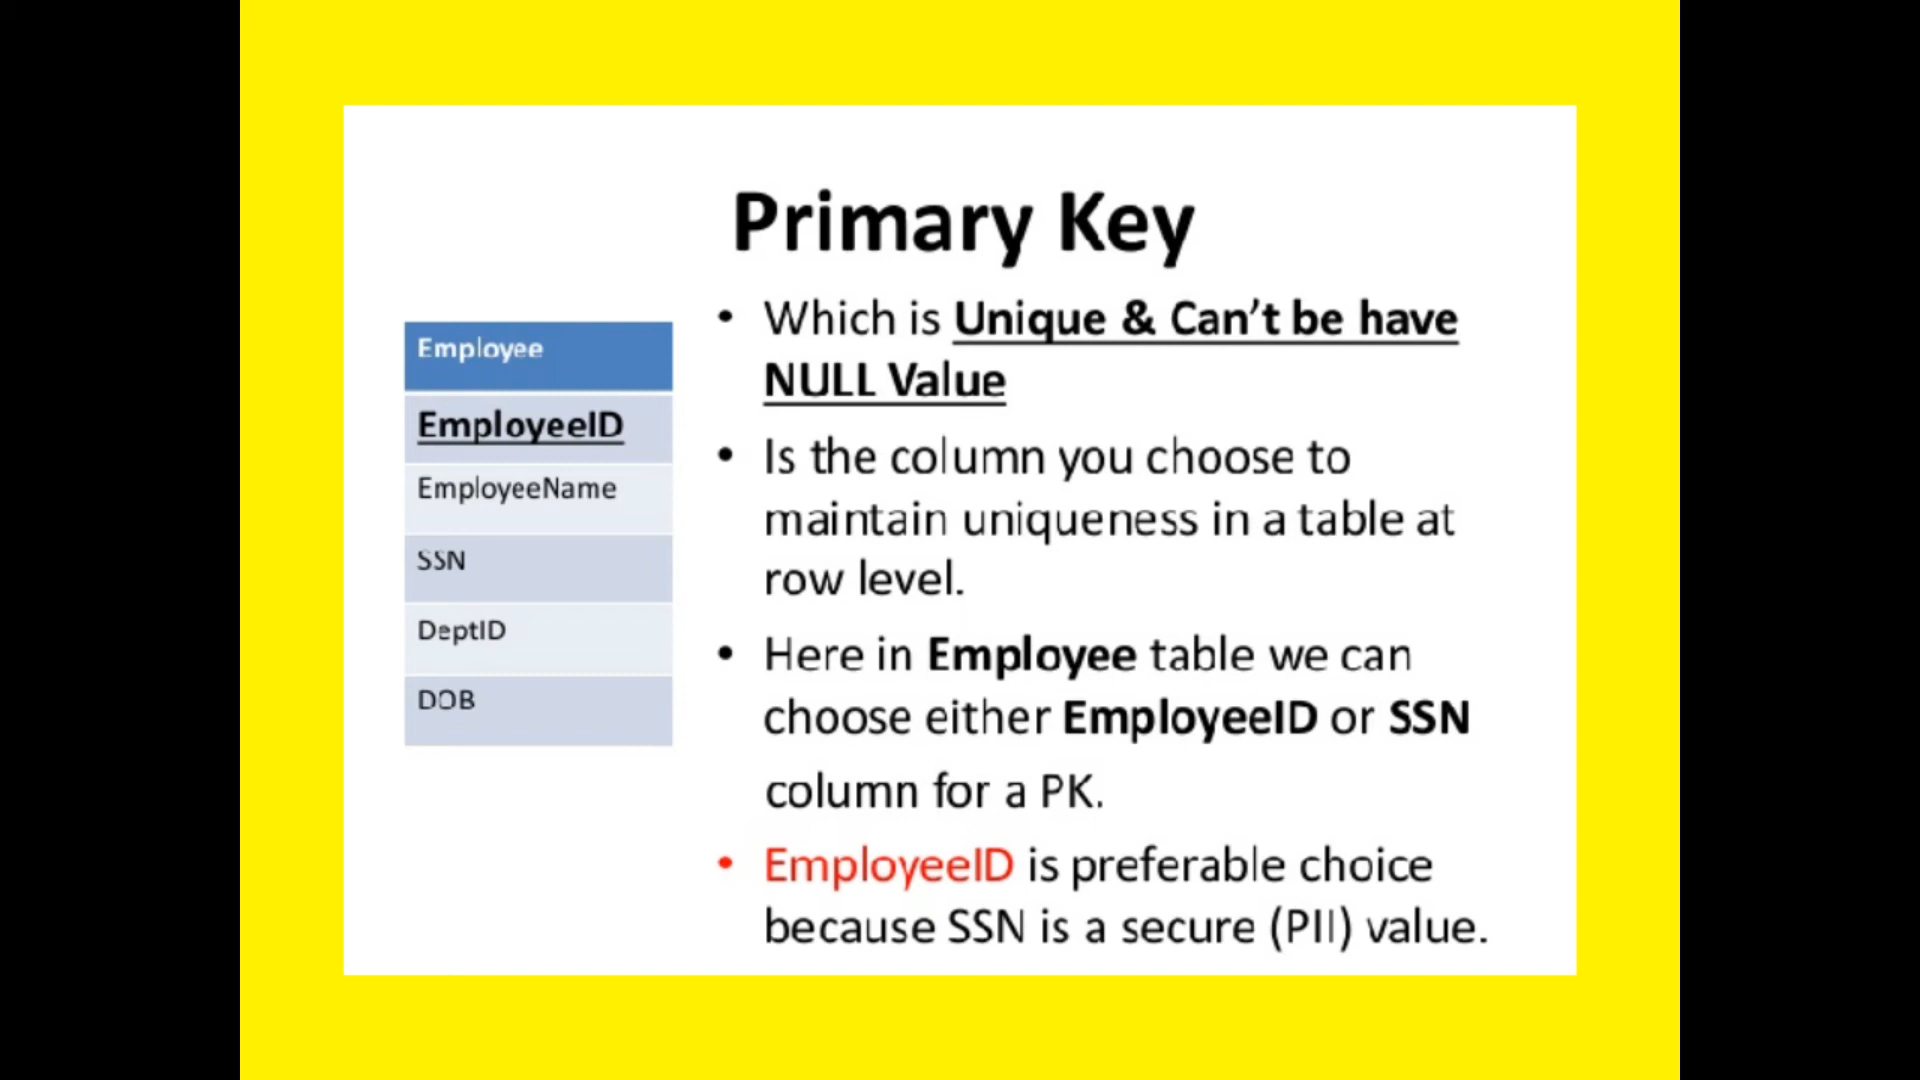 Primary Key
Employee
EmployeeID
EmployeeName
SSN
DeptID
DOB
• Which is Unique & Can't be have
NULL Value
• Is the column you choose to
maintain uniqueness in a table at
row level.
• Here in Employee table we can
choose either EmployeeID or SSN
column for a PK.
• EmployeeID is preferable choice
because SSN is a secure (PII) value.